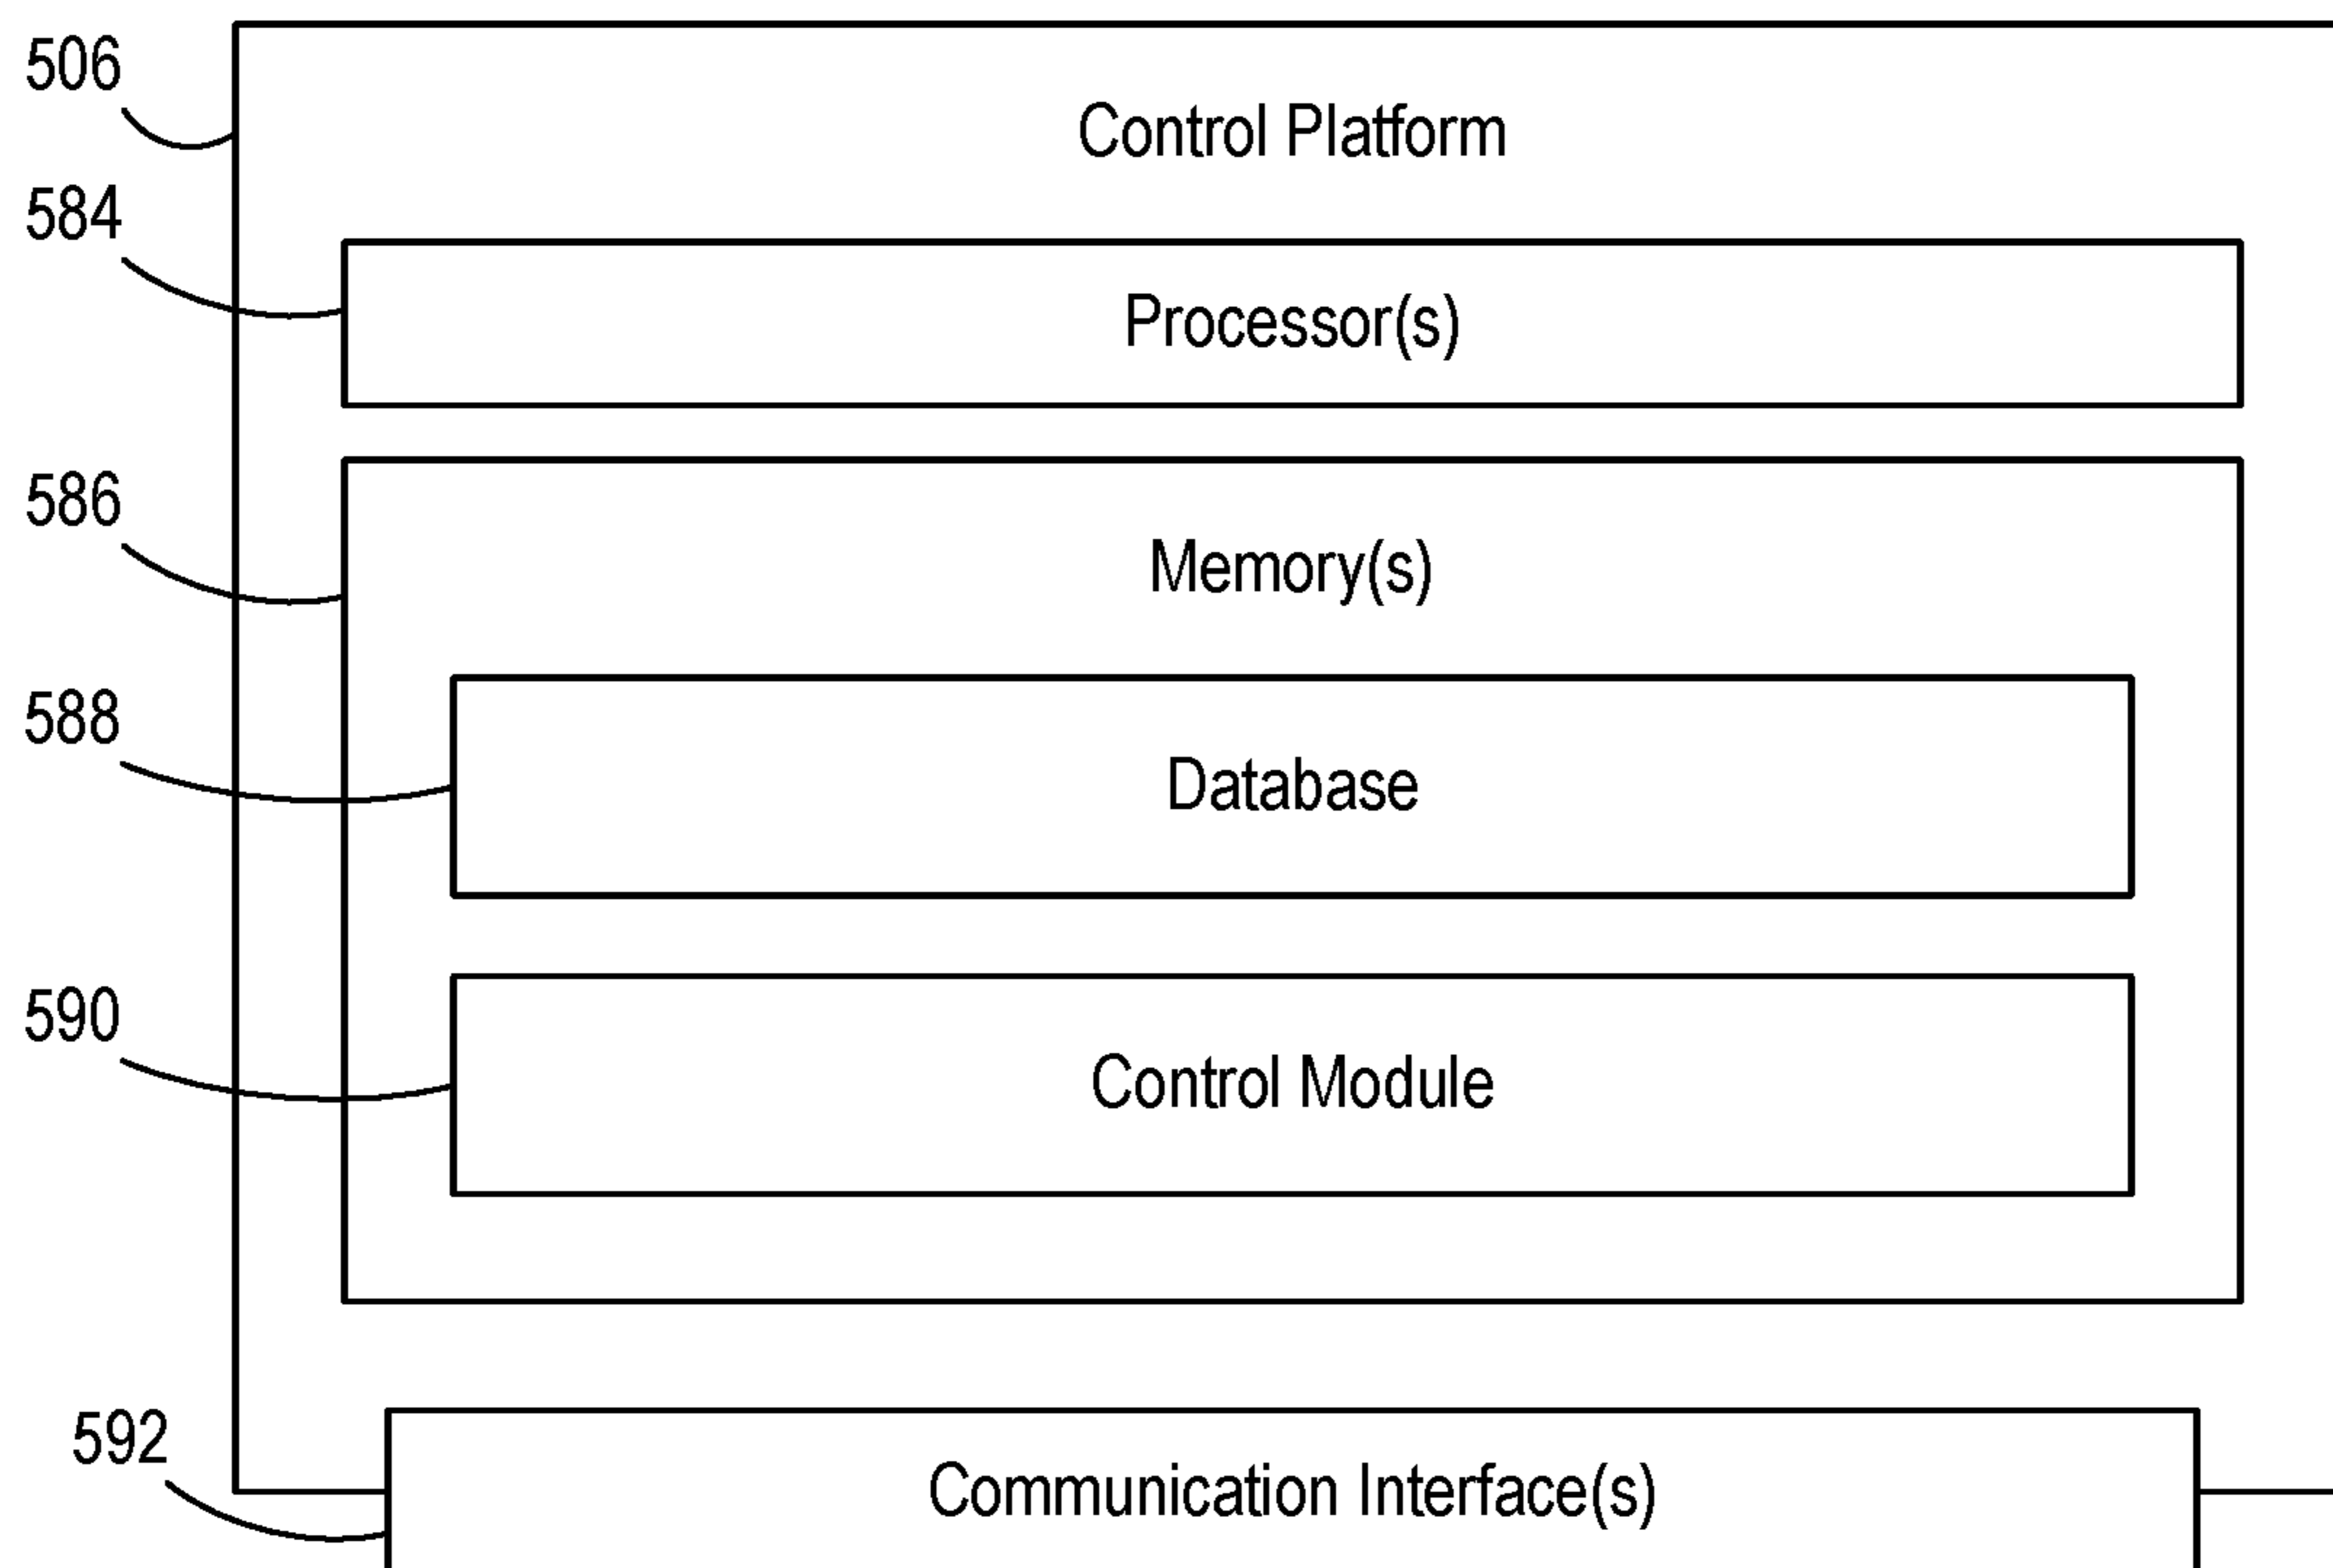 506
Control Platform
584
Processor(s)
586
Memory(s)
588
Database
590
Control Module
592
Communication Interface(s)